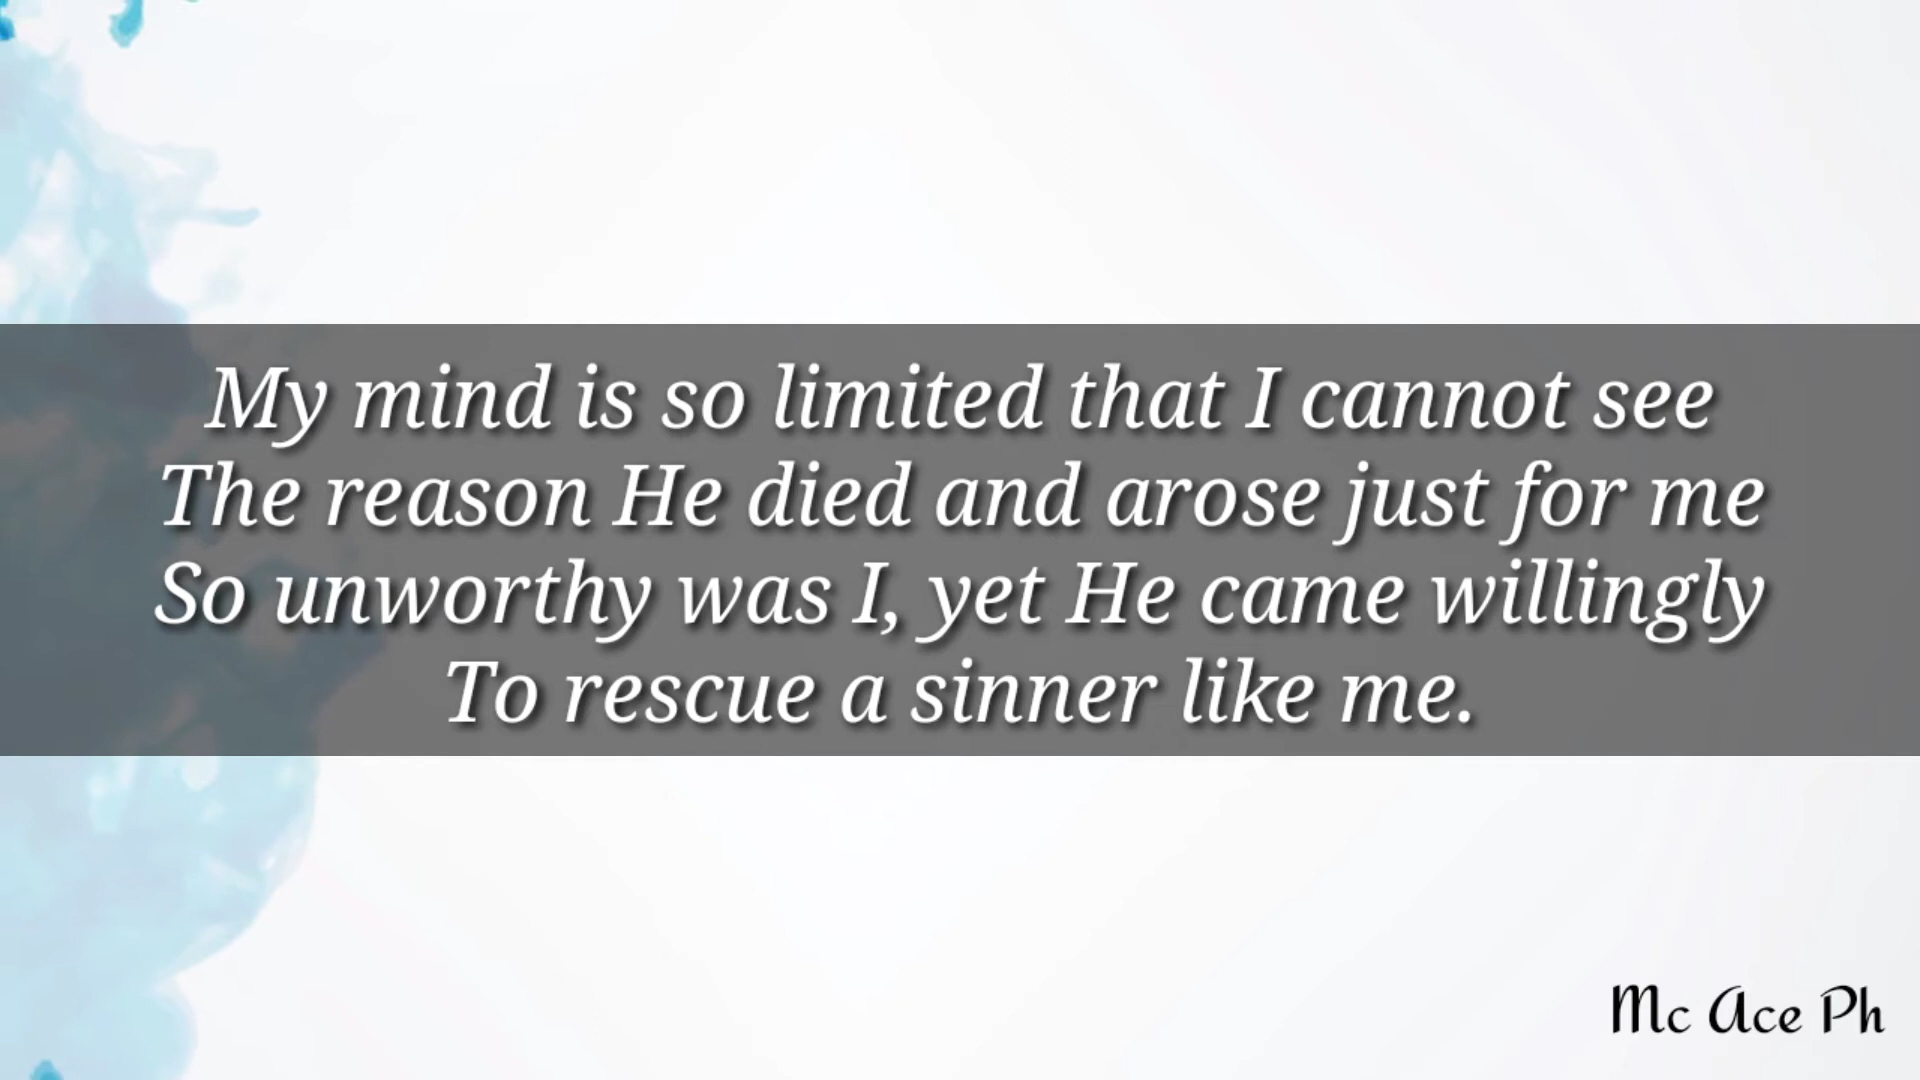 My mind is so limited that I cannot see
The reason He died and arose just for me
So unworthy was I, yet He came willingly
To rescue a sinner like me.
Mc Ace Ph